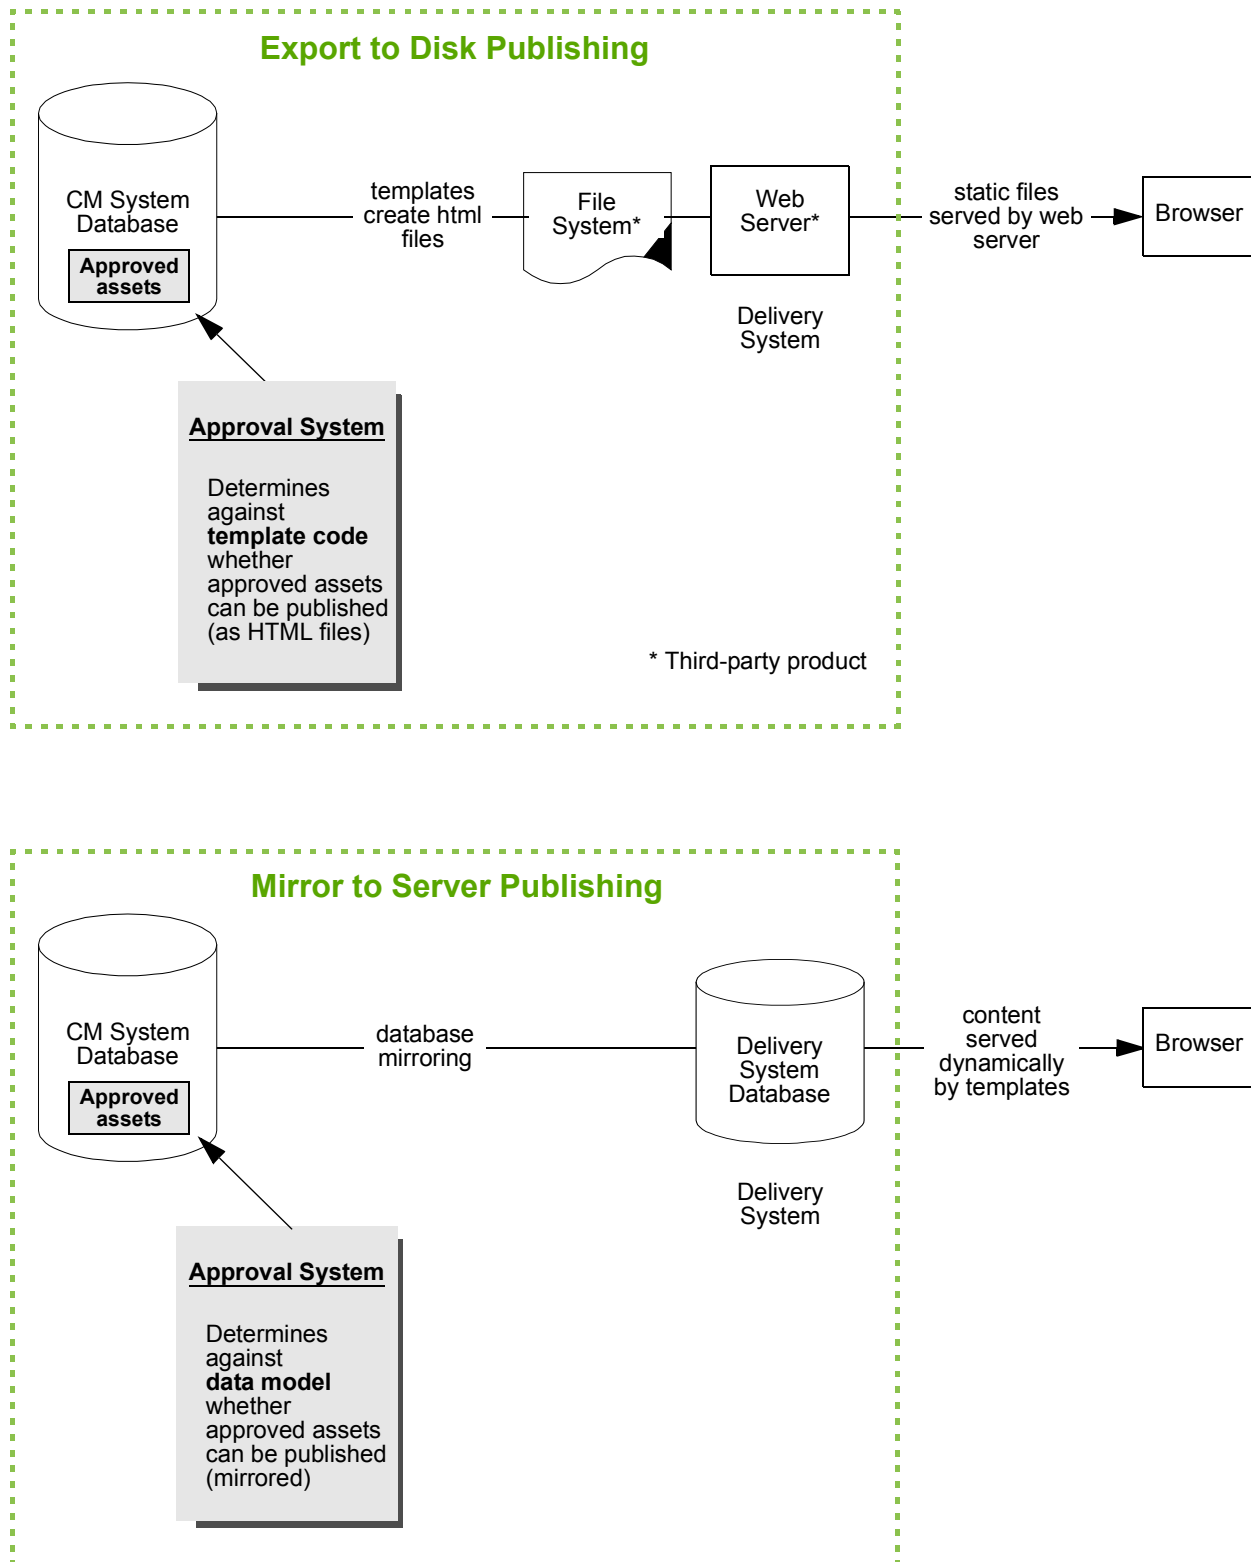 Export to Disk Publishing
CM System
Database
Approved
assets
templates
create html
files
File
System*
Web
Server*
Delivery
System
static files
served by web
server
Browser
Approval System
Determines
against
template code
whether
approved assets
can be published
(as HTML files)
* Third-party product
Mirror to Server Publishing
CM System
Database
Approved
assets
database
mirroring
Delivery
System
Database
Delivery
System
content
served
dynamically
by templates
Browser
Approval System
Determines
against
data model
whether
approved assets
can be published
(mirrored)